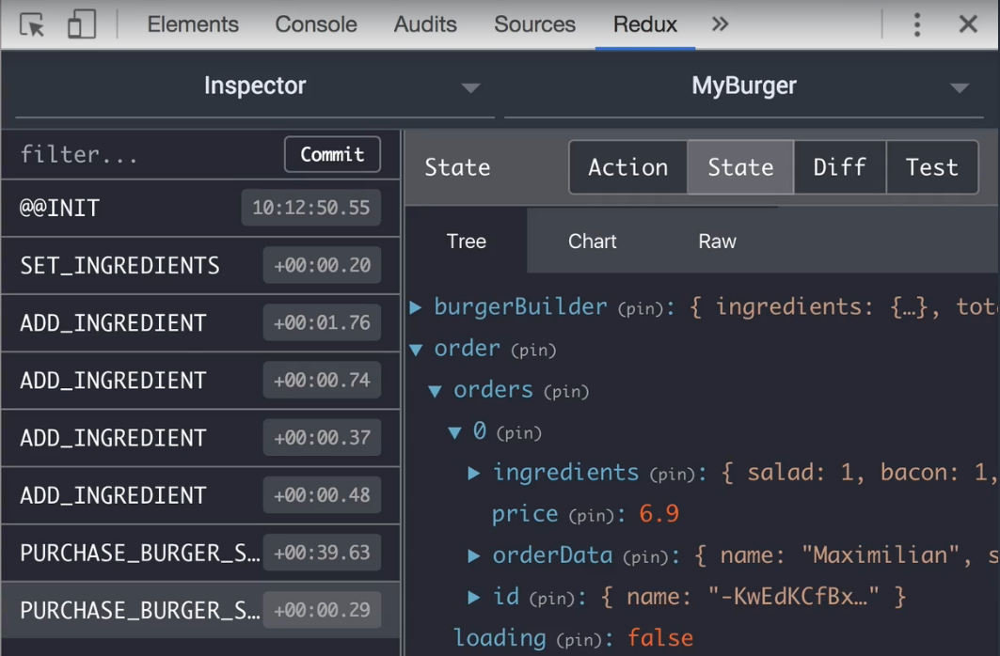 Elements Console Audits Sources Redux »
Inspector MyBurger
filter... Commit
@@INIT 10:12:50.55
SET_INGREDIENTS +00:00.20
ADD_INGREDIENT +00:01.76
ADD_INGREDIENT +00:00.74
ADD_INGREDIENT +00:00.37
ADD_INGREDIENT +00:00.48
PURCHASE_BURGER_S… +00:39.63
PURCHASE_BURGER_S… +00:00.29
State Action State Diff Test
Tree Chart Raw
burgerBuilder (pin): { ingredients: {…}, tot
order (pin)
orders (pin)
0 (pin)
ingredients (pin): { salad: 1, bacon: 1,
price (pin): 6.9
orderData (pin): { name: "Maximilian", s
id (pin): { name: "-KwEdKCfBx…" }
loading (pin): false